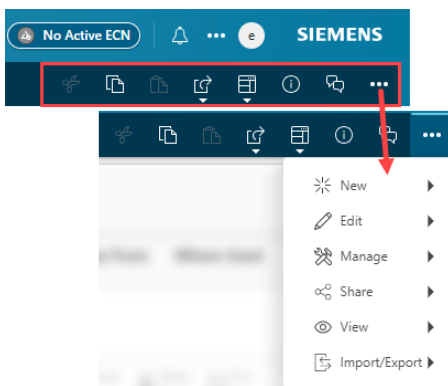 No Active ECN
e
SIEMENS
New
Edit
Manage
Share
View
Import/Export